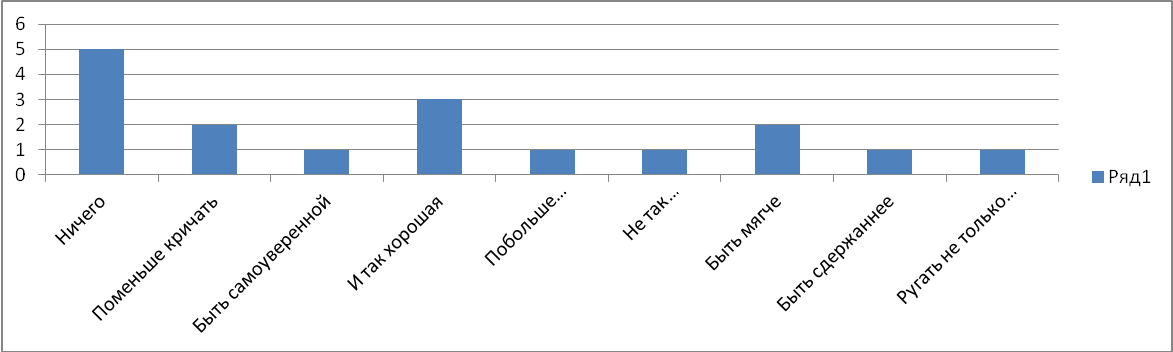 6
5
4
3
2
1
0
Ничего
Поменьше кричать
Быть самоуверенной
И так хорошая
Побольше...
Не так...
Быть мягче
Быть сдержаннее
Ругать не только...
Ряд1